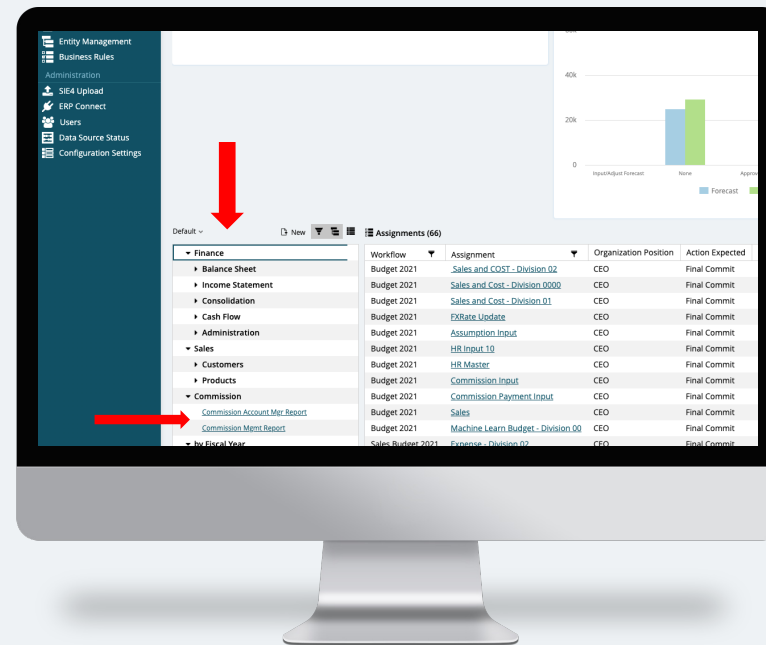 Entity Management
Business Rules
Administration
SIE4 Upload
ERP Connect
Users
Data Source Status
Configuration Settings
40k
20k
0
Input/Adjust Forecast None
Forecast
Default
New
Assignments (66)
Finance
Balance Sheet
Income Statement
Consolidation
Cash Flow
Administration
Sales
Customers
Products
Commission
Commission Account Mgr Report
Commission Mgmt Report
by Fiscal Year
Workflow Assignment Organization Position Action Expected
Budget 2021 Sales and COST - Division 02 CEO Final Commit
Budget 2021 Sales and Cost - Division 0000 CEO Final Commit
Budget 2021 Sales and Cost - Division 01 CEO Final Commit
Budget 2021 FXRate Update CEO Final Commit
Budget 2021 Assumption Input CEO Final Commit
Budget 2021 HR Input 10 CEO Final Commit
Budget 2021 HR Master CEO Final Commit
Budget 2021 Commission Input CEO Final Commit
Budget 2021 Commission Payment Input CEO Final Commit
Budget 2021 Sales CEO Final Commit
Budget 2021 Machine Learn Budget - Division 00 CEO Final Commit
Sales Budget 2021 Expense - Division 02 CEO Final Commit